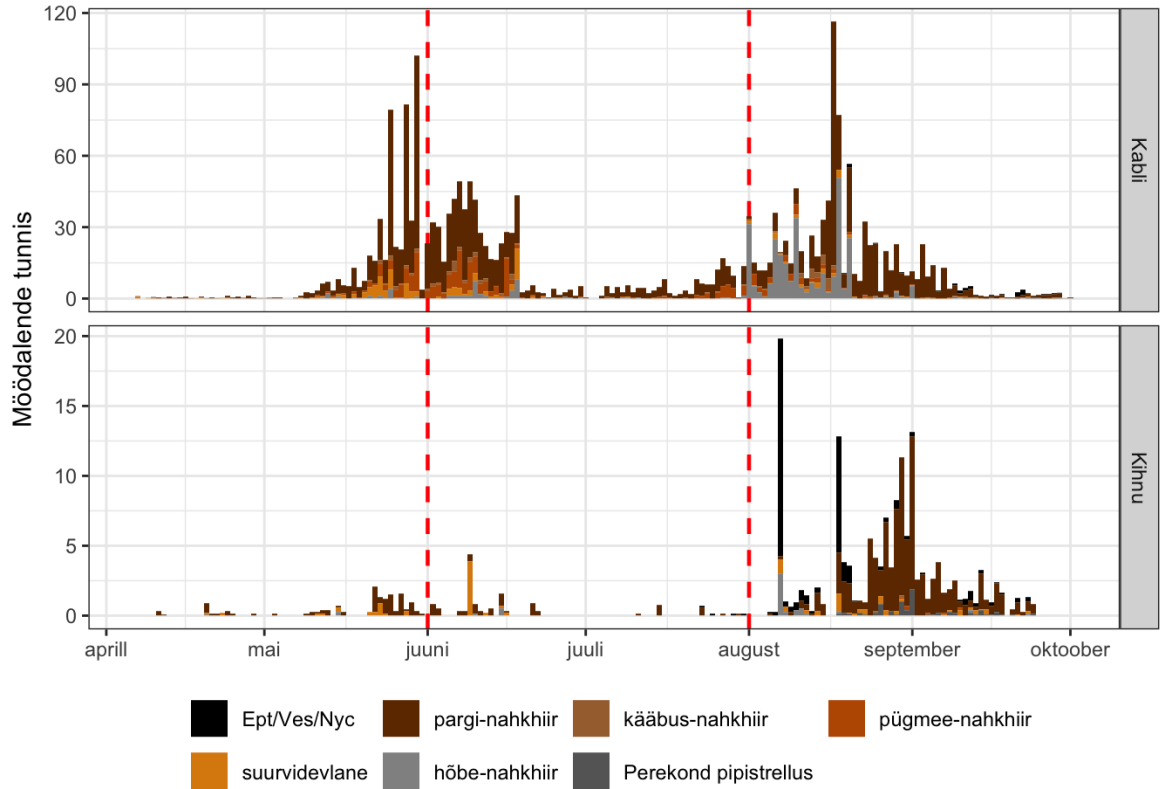 Möödalende tunnis
120
90
60
30
0
Kabli
20
15
10
5
0
Kihnu
aprill mai juuni juuli august september oktoober
Ept/Ves/Nyc pargi-nahkhiir kääbus-nahkhiir pügmee-nahkhiir
suurvidevlane hõbe-nahkhiir Perekond pipistrellus